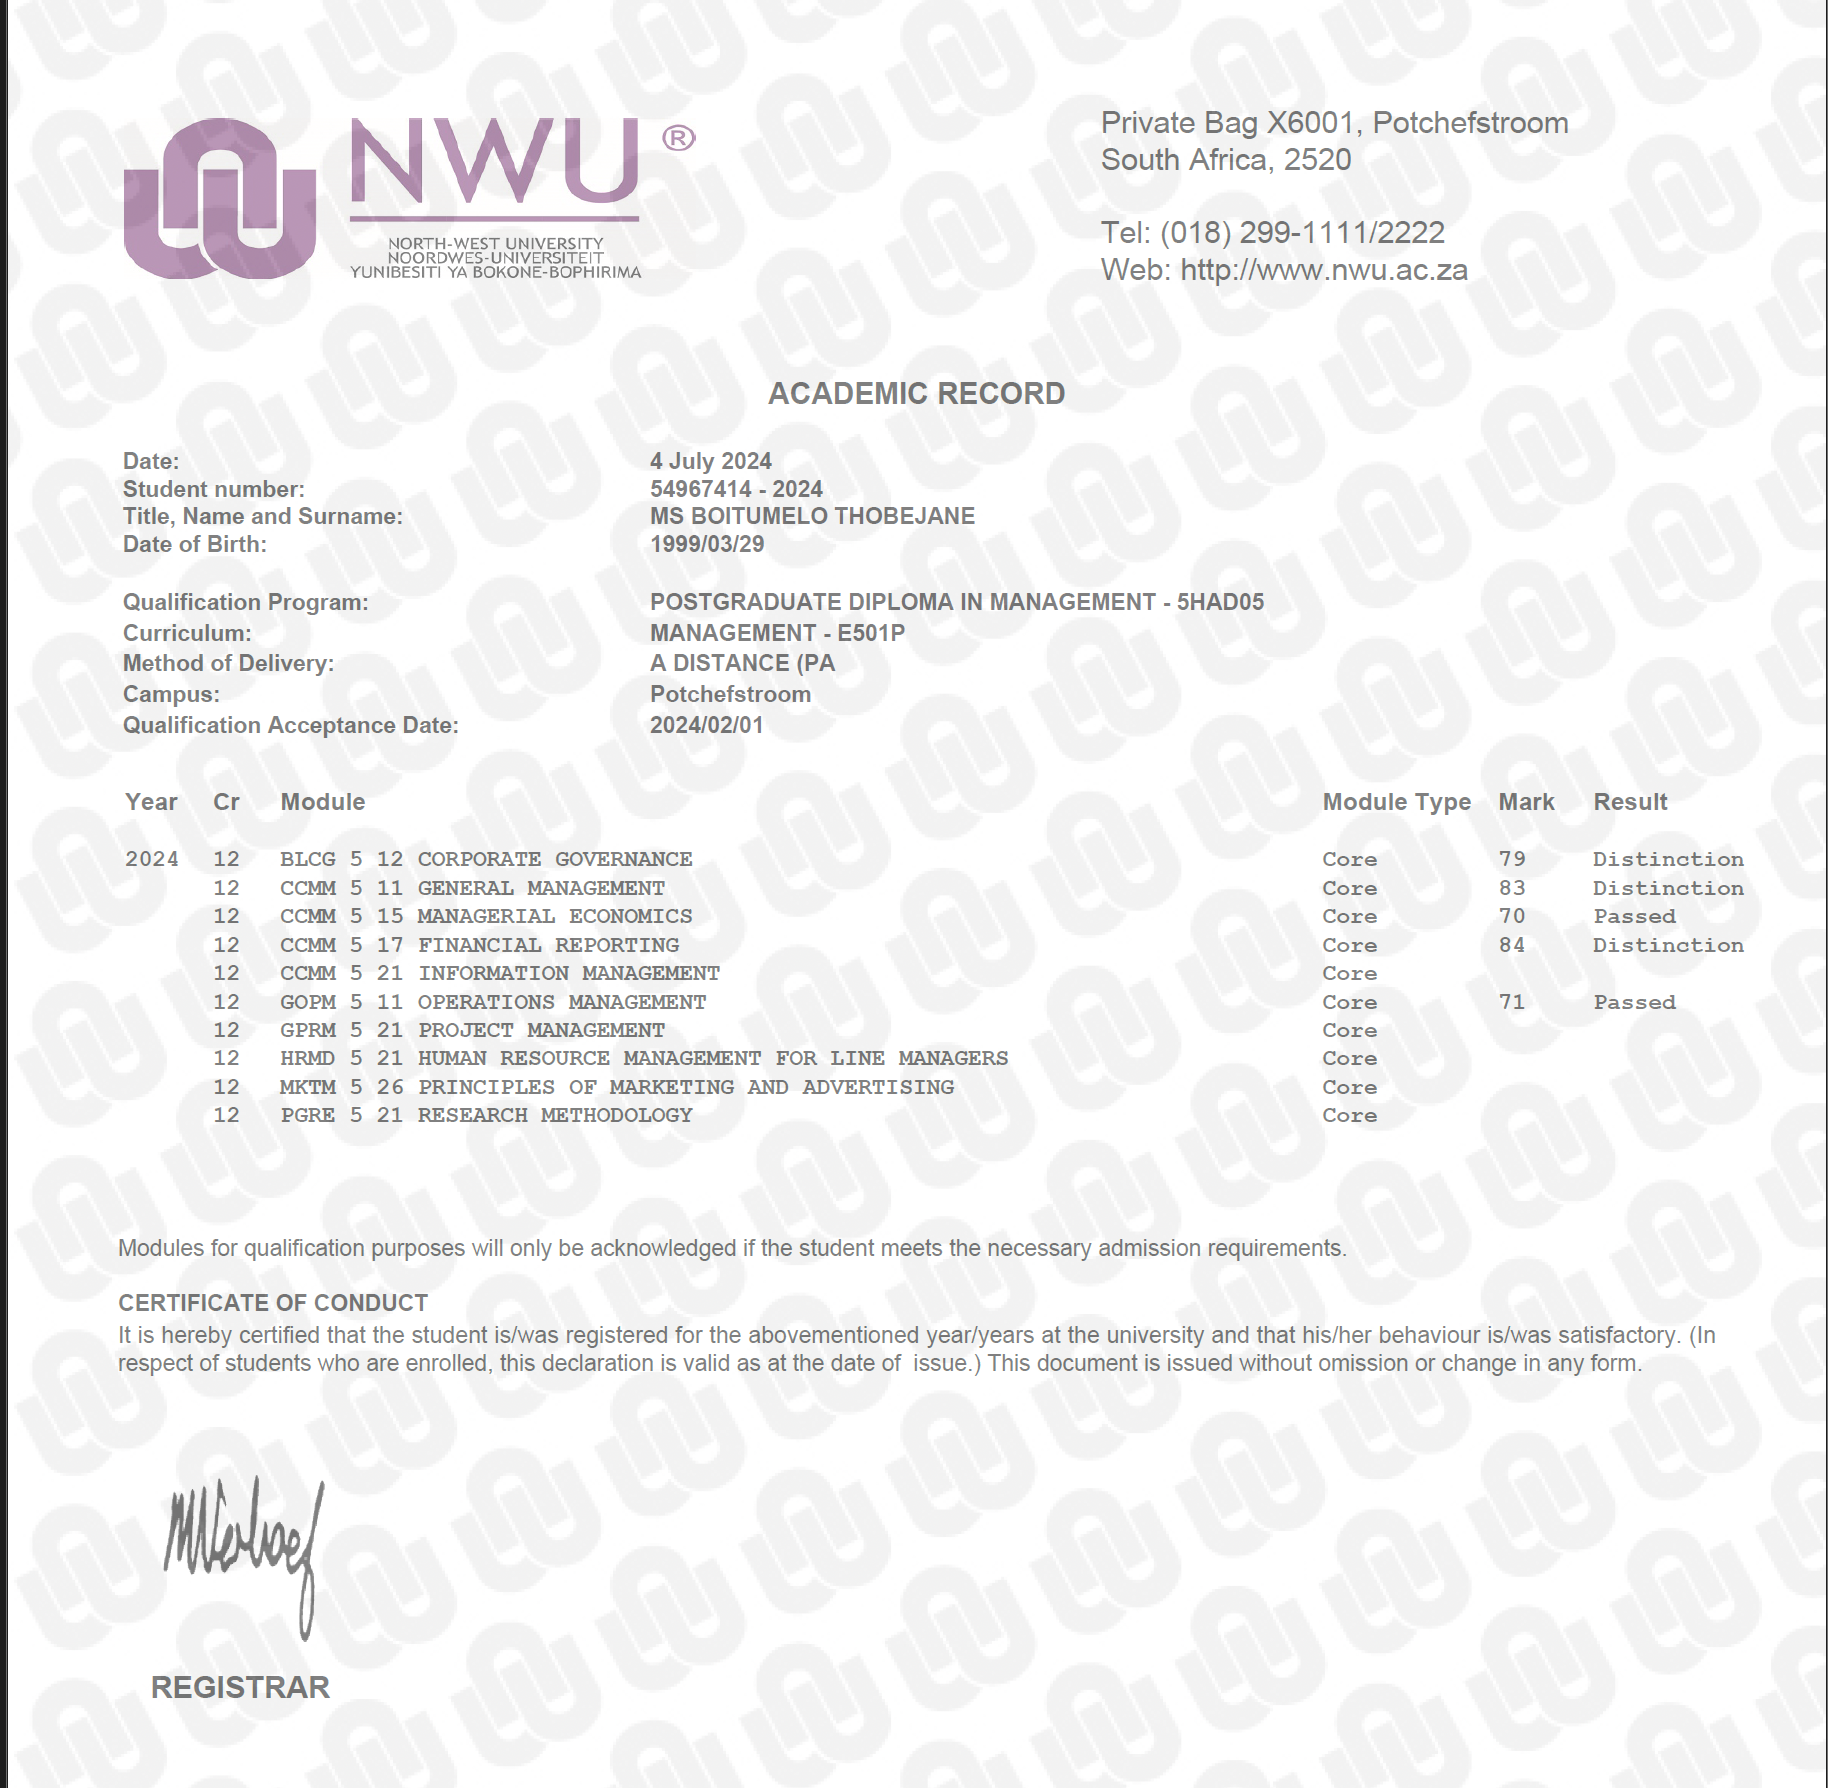 NWU®
NORTH-WEST UNIVERSITY
NOORDWES-UNIVERSITEIT
YUNIBESITI YA BOKONE-BOPHIRIMA
Private Bag X6001, Potchefstroom
South Africa, 2520
Tel: (018) 299-1111/2222
Web: http://www.nwu.ac.za
ACADEMIC RECORD
Date: 4 July 2024
Student number: 54967414 - 2024
Title, Name and Surname: MS BOITUMELO THOBEJANE
Date of Birth: 1999/03/29
Qualification Program: POSTGRADUATE DIPLOMA IN MANAGEMENT - 5HAD05
Curriculum: MANAGEMENT - E501P
Method of Delivery: A DISTANCE (PA
Campus: Potchefstroom
Qualification Acceptance Date: 2024/02/01
Year Cr Module Module Type Mark Result
2024 12 BLCG 5 12 CORPORATE GOVERNANCE Core 79 Distinction
12 CCMM 5 11 GENERAL MANAGEMENT Core 83 Distinction
12 CCMM 5 15 MANAGERIAL ECONOMICS Core 70 Passed
12 CCMM 5 17 FINANCIAL REPORTING Core 84 Distinction
12 CCMM 5 21 INFORMATION MANAGEMENT Core
12 GOPM 5 11 OPERATIONS MANAGEMENT Core 71 Passed
12 GPRM 5 21 PROJECT MANAGEMENT Core
12 HRMD 5 21 HUMAN RESOURCE MANAGEMENT FOR LINE MANAGERS Core
12 MKTM 5 26 PRINCIPLES OF MARKETING AND ADVERTISING Core
12 PGRE 5 21 RESEARCH METHODOLOGY Core
Modules for qualification purposes will only be acknowledged if the student meets the necessary admission requirements.
CERTIFICATE OF CONDUCT
It is hereby certified that the student is/was registered for the abovementioned year/years at the university and that his/her behaviour is/was satisfactory. (In
respect of students who are enrolled, this declaration is valid as at the date of  issue.) This document is issued without omission or change in any form.
REGISTRAR